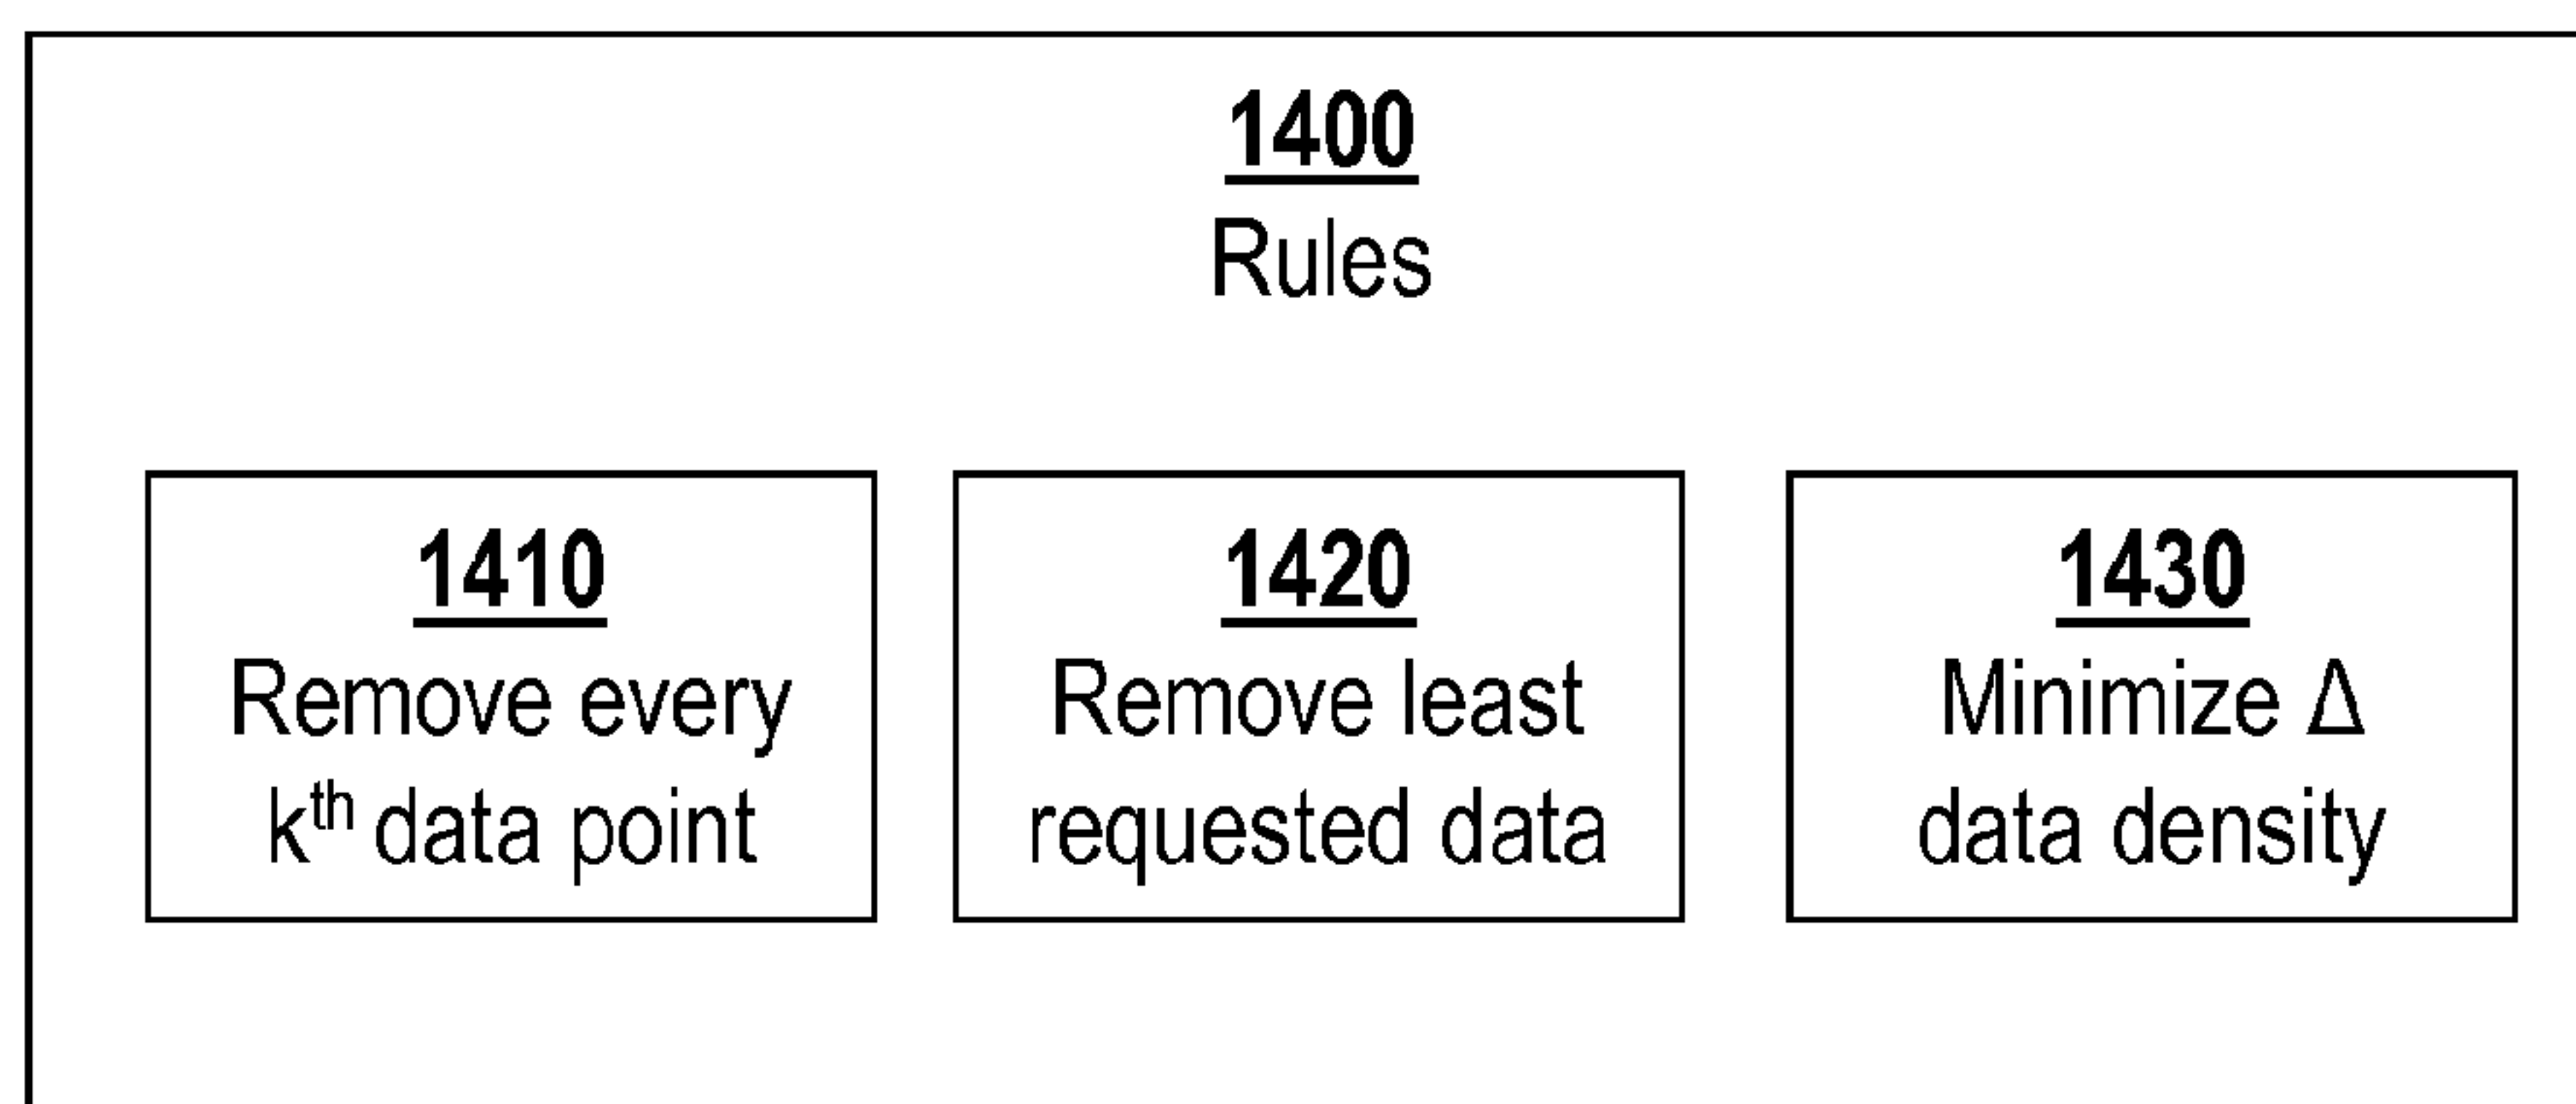 1400
Rules
1410
Remove every
kth data point
1420
Remove least
requested data
1430
Minimize Δ
data density